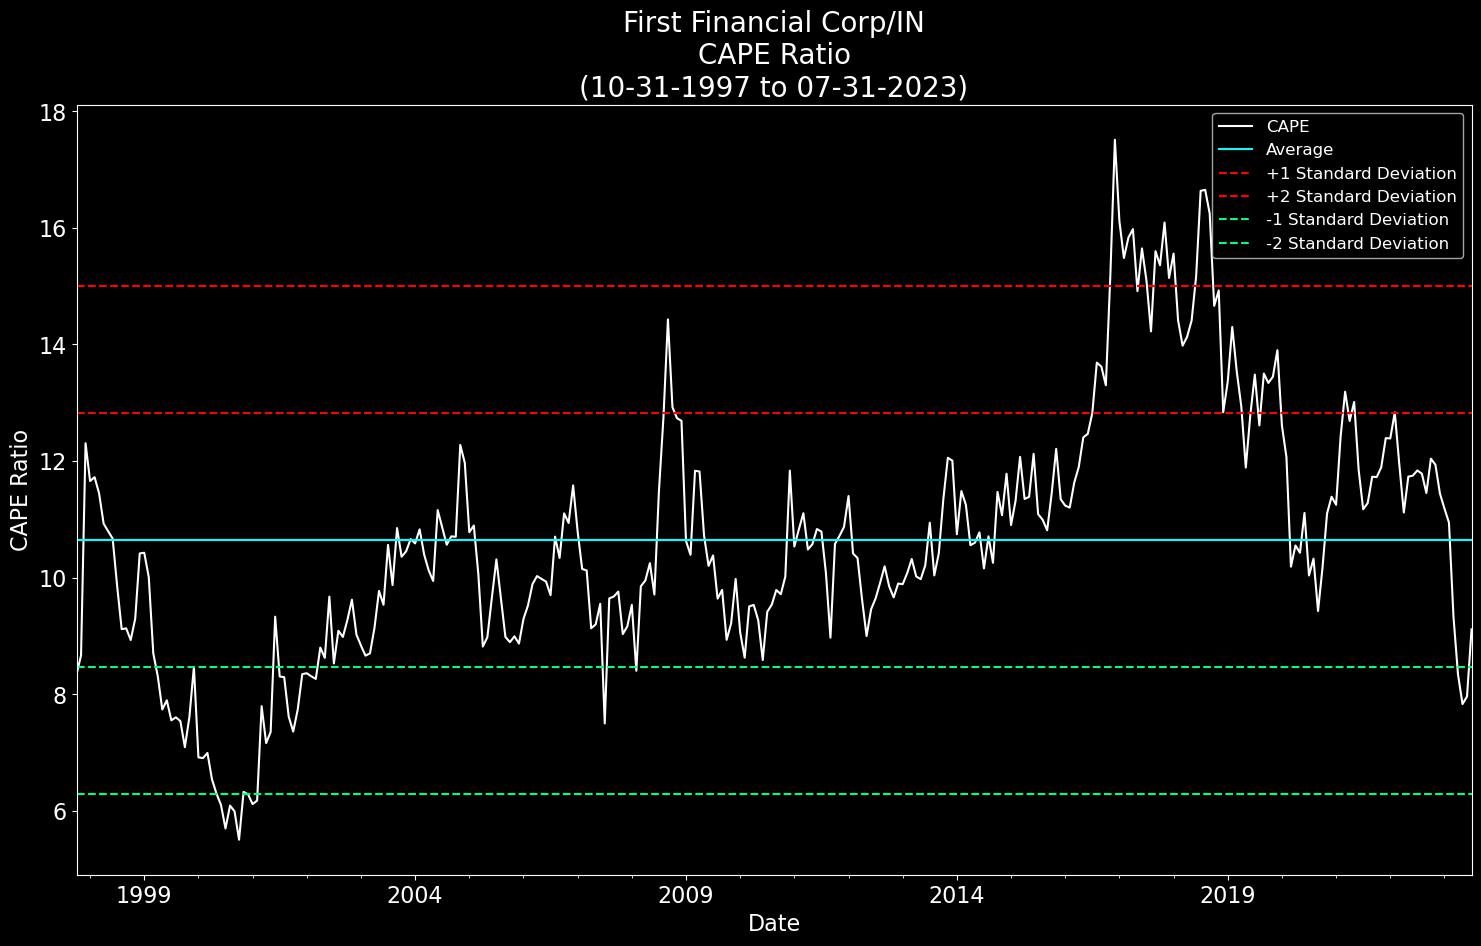 First Financial Corp/IN
CAPE Ratio
(10-31-1997 to 07-31-2023)
18
16
14
12
10
8
6
CAPE Ratio
CAPE
Average
+1 Standard Deviation
+2 Standard Deviation
-1 Standard Deviation
-2 Standard Deviation
1999 2004 2009 2014 2019
Date